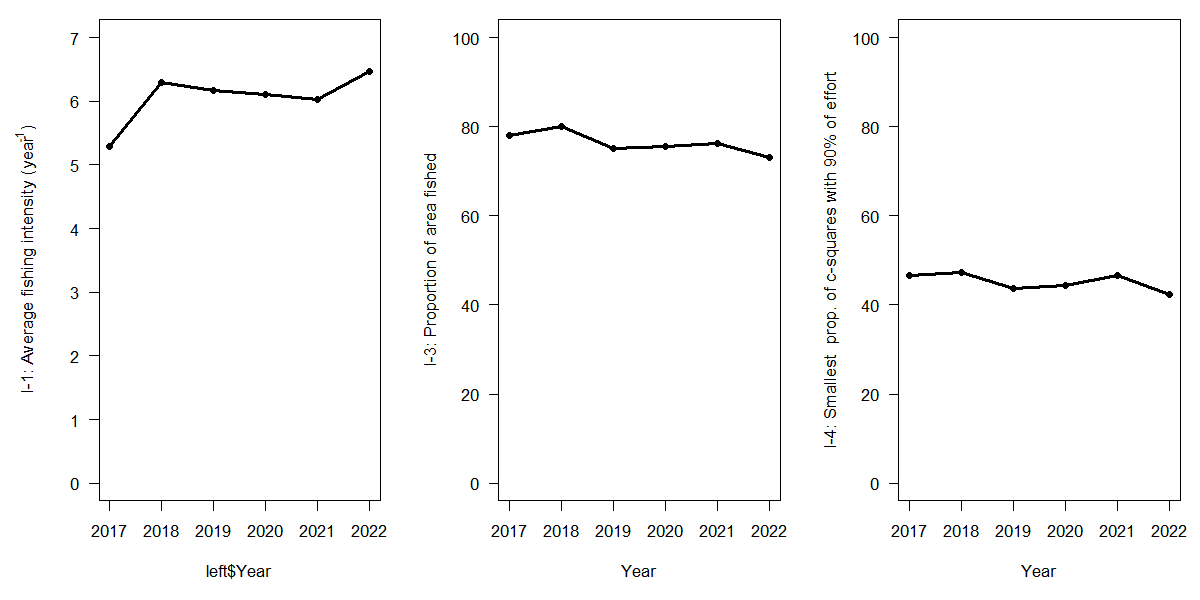 I-1: Average fishing intensity (year-1)
7
6
5
4
3
2
1
0
2017 2018 2019 2020 2021 2022
left$Year
I-3: Proportion of area fished
100
80
60
40
20
0
2017 2018 2019 2020 2021 2022
Year
I-4: Smallest prop. of c-squares with 90% of effort
100
80
60
40
20
0
2017 2018 2019 2020 2021 2022
Year